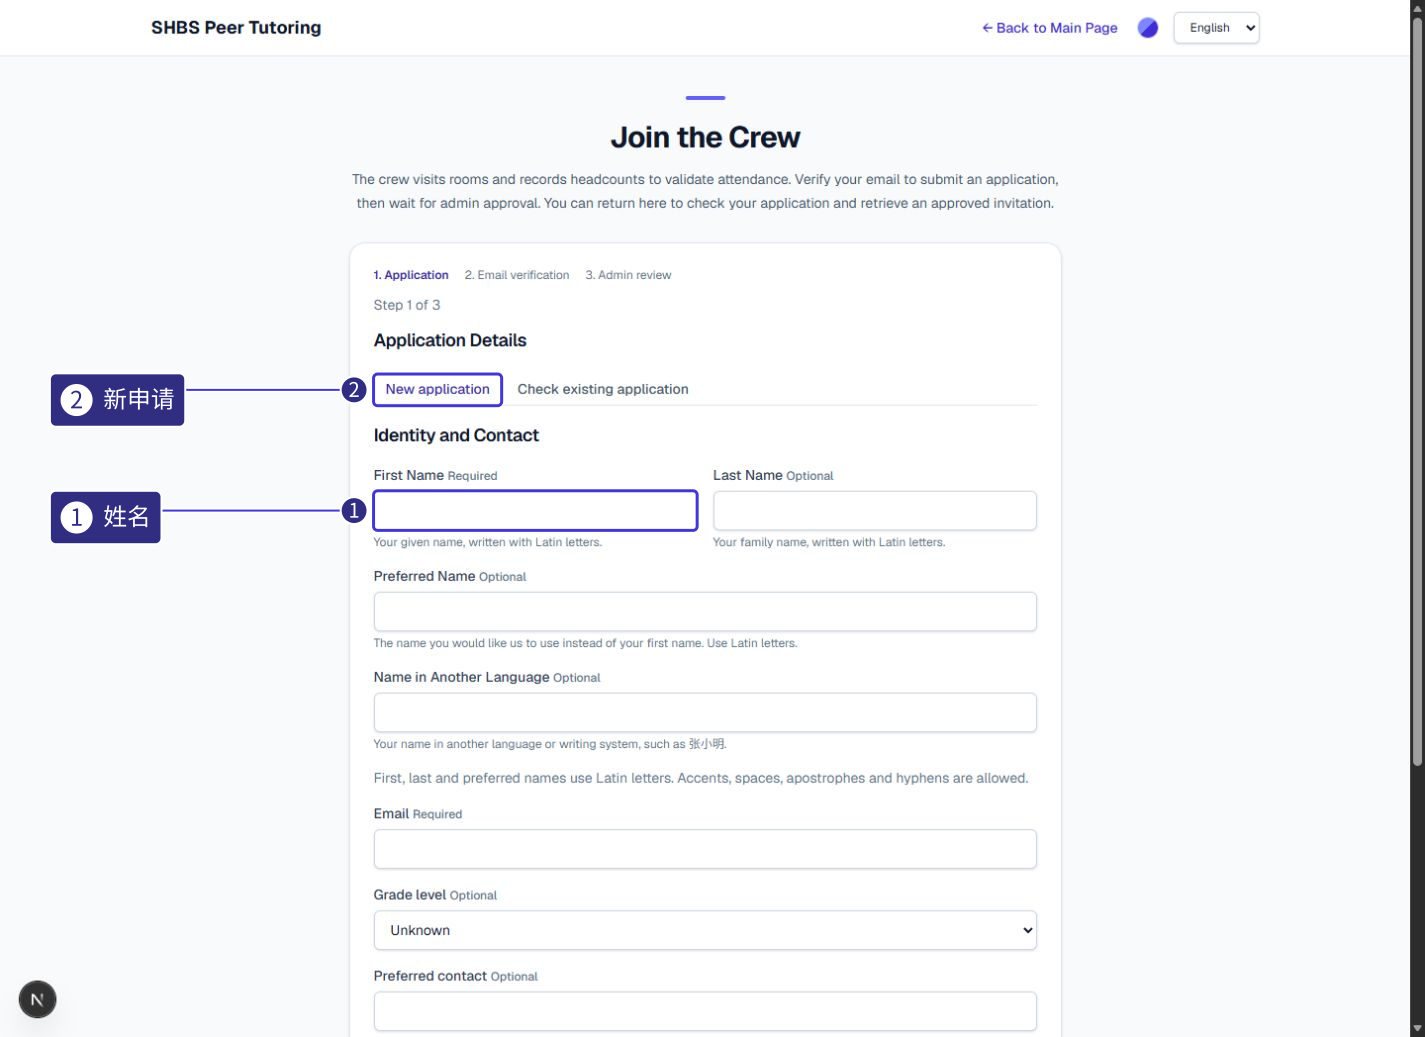 SHBS Peer Tutoring
← Back to Main Page
English
Join the Crew
The crew visits rooms and records headcounts to validate attendance. Verify your email to submit an application,
then wait for admin approval. You can return here to check your application and retrieve an approved invitation.
1. Application 2. Email verification 3. Admin review
Step 1 of 3
Application Details
2 新申请
2
New application Check existing application
Identity and Contact
First Name Required
Last Name Optional
1 姓名
1
Your given name, written with Latin letters.
Your family name, written with Latin letters.
Preferred Name Optional
The name you would like us to use instead of your first name. Use Latin letters.
Name in Another Language Optional
Your name in another language or writing system, such as 张小明.
First, last and preferred names use Latin letters. Accents, spaces, apostrophes and hyphens are allowed.
Email Required
Grade level Optional
Unknown
Preferred contact Optional
N